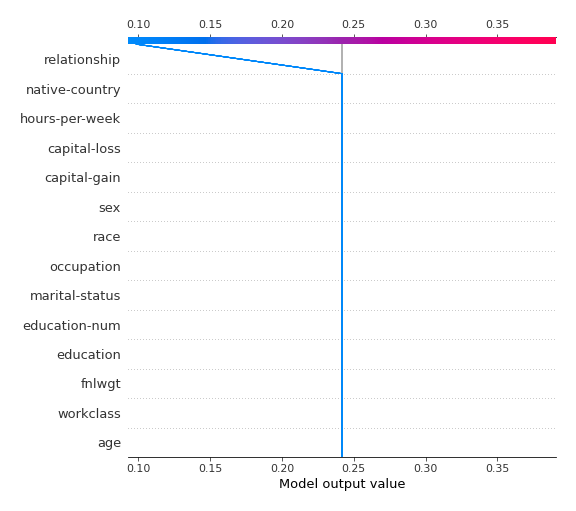 0.10 0.15 0.20 0.25 0.30 0.35
relationship
native-country
hours-per-week
capital-loss
capital-gain
sex
race
occupation
marital-status
education-num
education
fnlwgt
workclass
age
0.10 0.15 0.20 0.25 0.30 0.35
Model output value